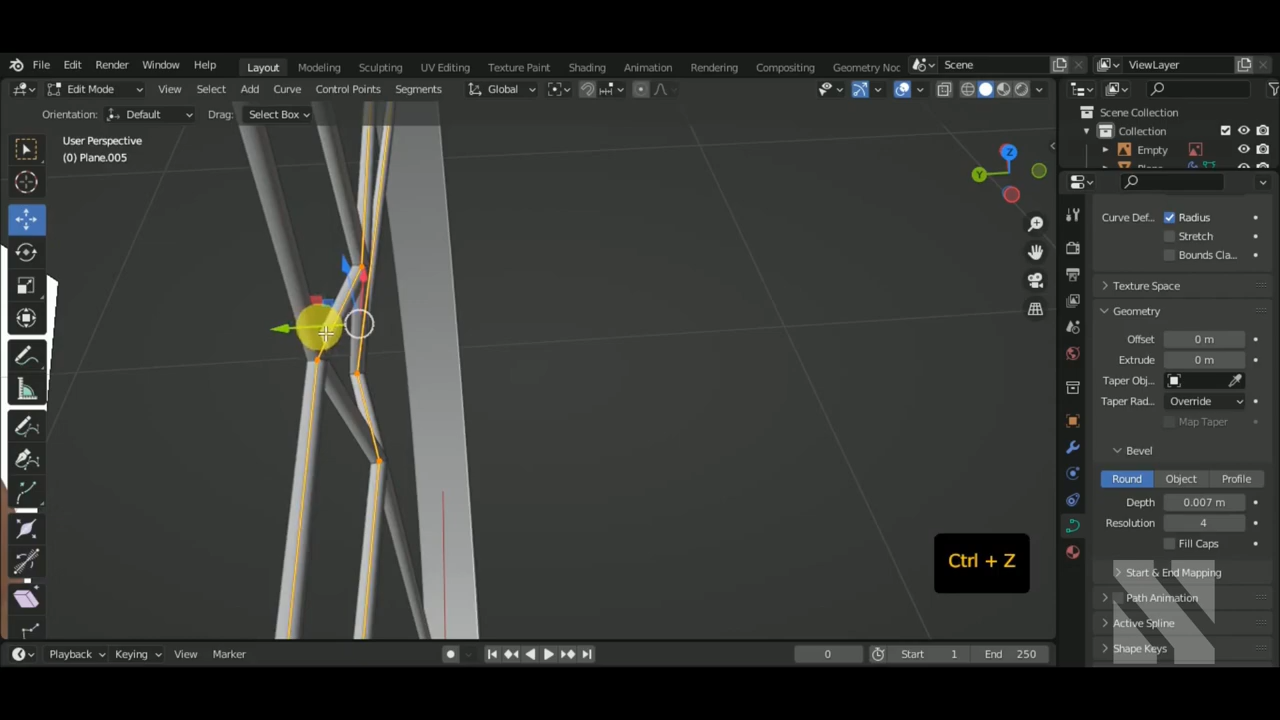 File Edit Render Window Help Layout Modeling Sculpting UV Editing Texture Paint Shading Animation Rendering Compositing Geometry Noc Scene ViewLayer
Edit Mode View Select Add Curve Control Points Segments Global
Orientation: Default Drag: Select Box
Scene Collection
Collection
Empty
User Perspective
(0) Plane.005
Z
Y
Curve Def... Radius
Stretch
Bounds Cla...
Texture Space
Geometry
Offset 0 m
Extrude 0 m
Taper Obj...
Taper Rad... Override
Map Taper
Bevel
Round Object Profile
Depth 0.007 m
Resolution 4
Fill Caps
Ctrl + Z
Start & End Mapping
Path Animation
Active Spline
Shape Keys
Playback Keying View Marker 0 Start 1 End 250